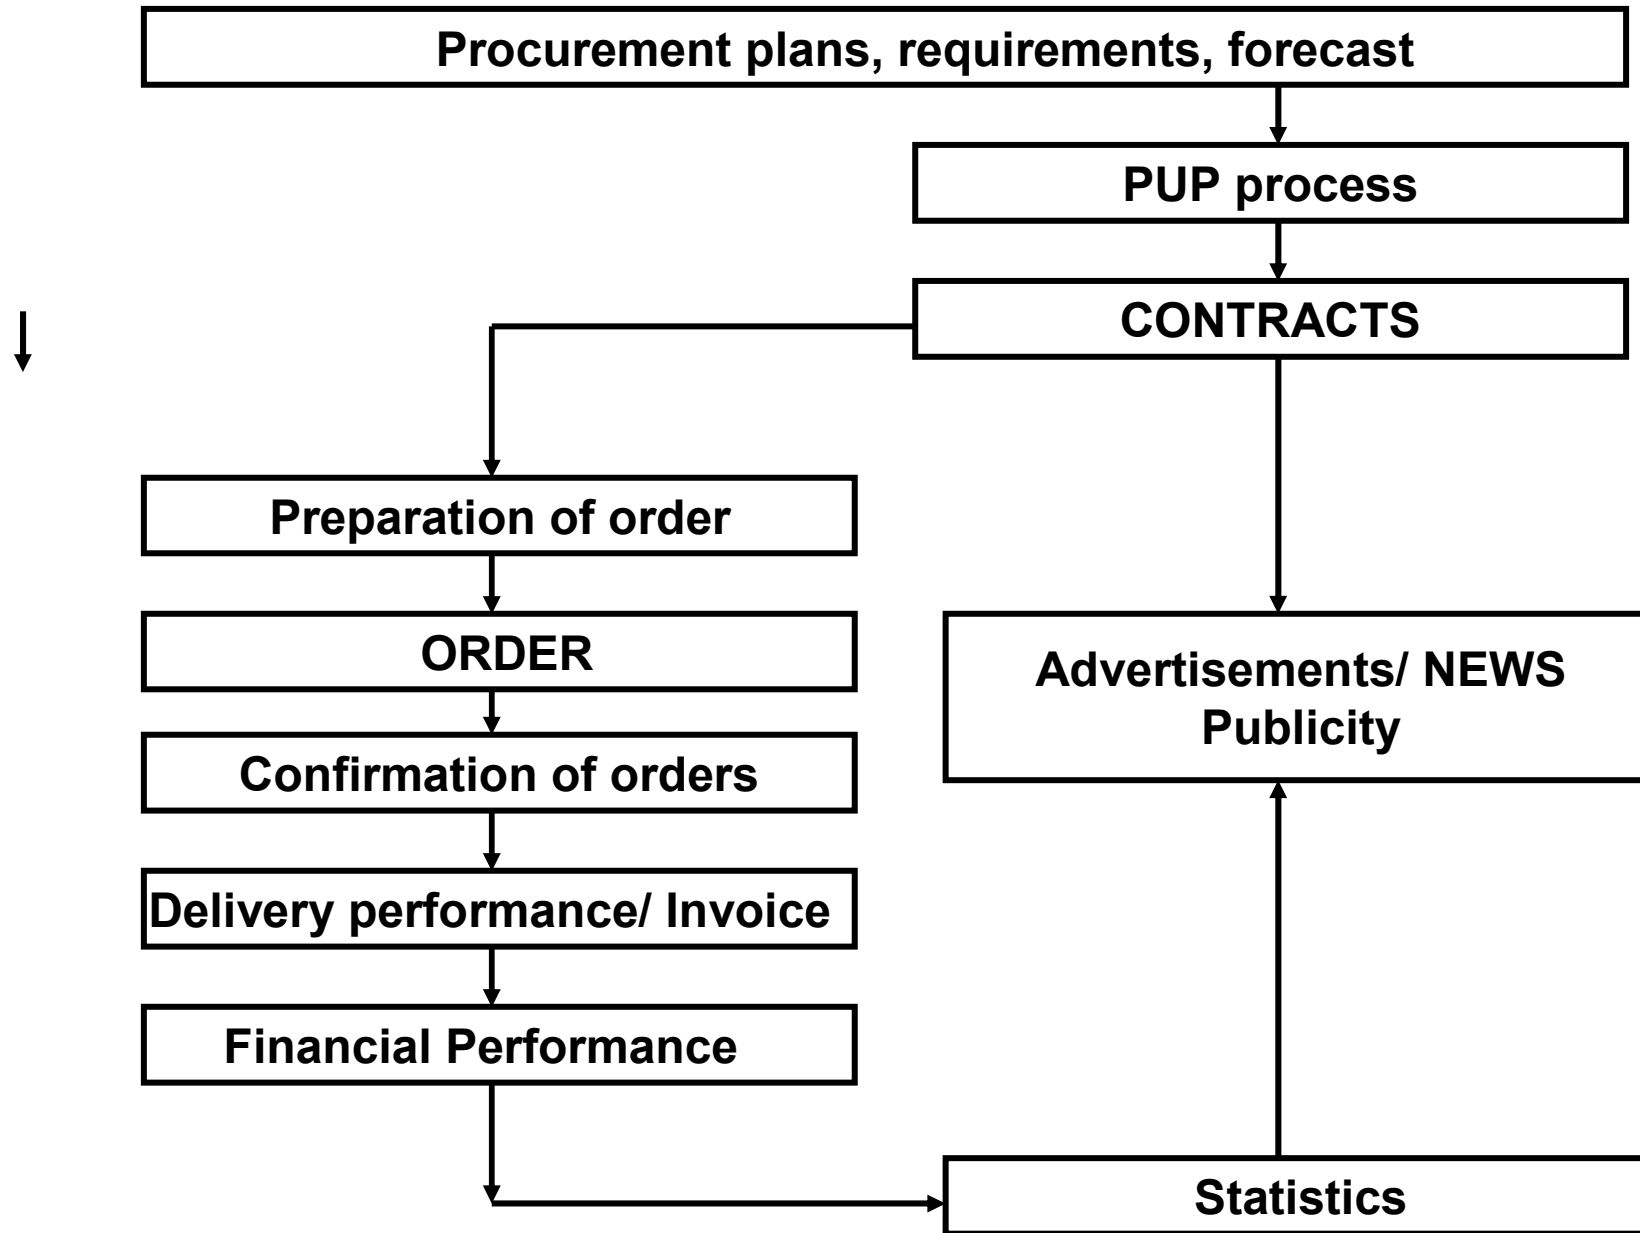 Procurement plans, requirements, forecast
PUP process
CONTRACTS
Preparation of order
ORDER
Confirmation of orders
Delivery performance/ Invoice
Financial Performance
Advertisements/ NEWS
Publicity
Statistics